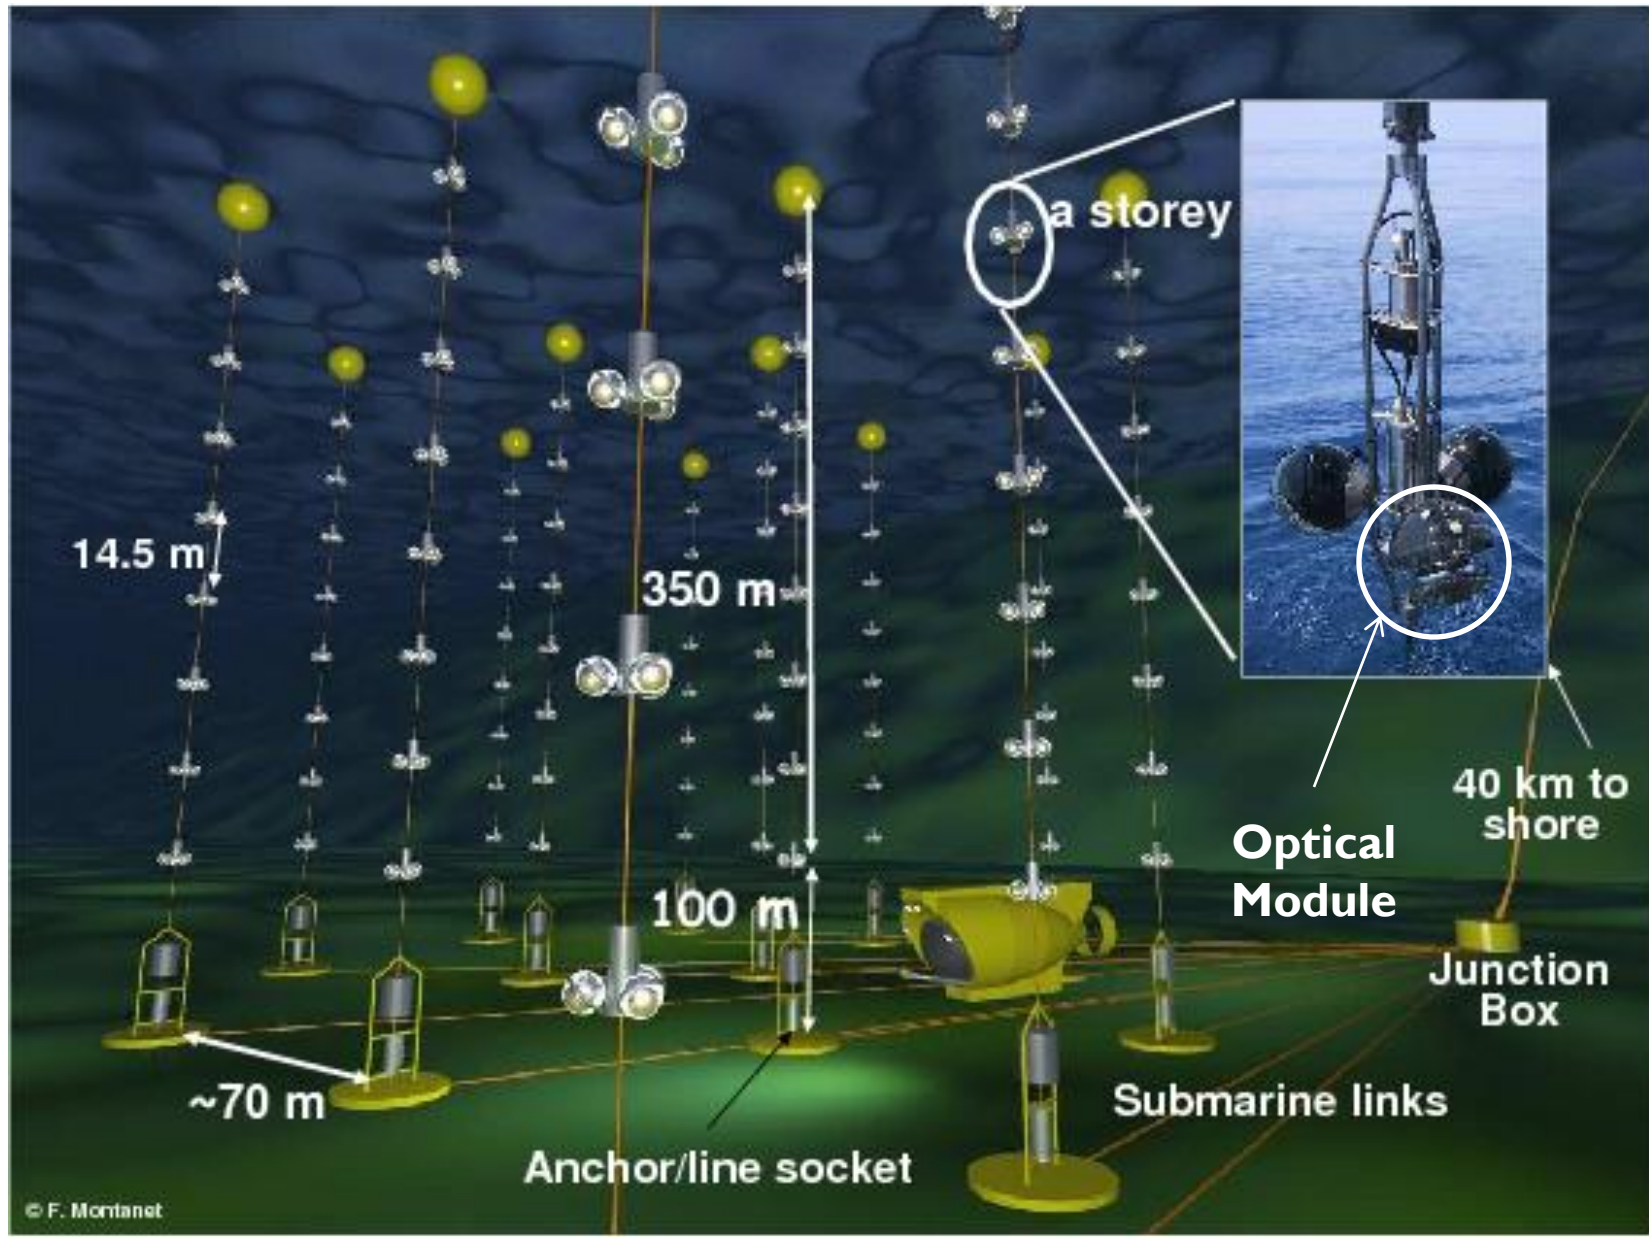 a storey
14.5 m
350 m
40 km to
shore
Optical
Module
100 m
Junction
Box
~70 m
Submarine links
Anchor/line socket
© F. Montanet